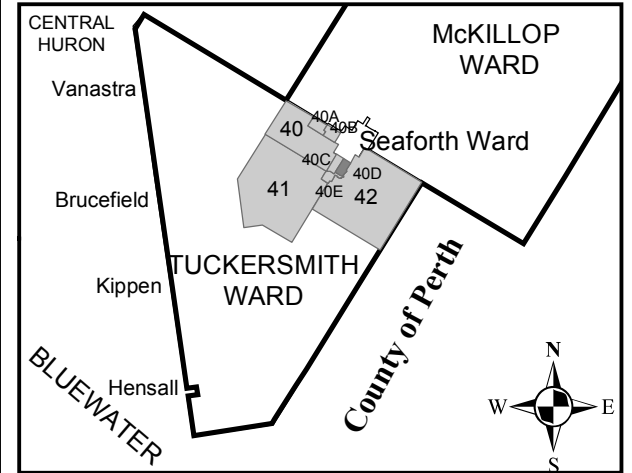 CENTRAL
HURON
McKILLOP
WARD
Vanastra
40A
40B
40
Seaforth Ward
40C
40D
41
40E
42
Brucefield
TUCKERSMITH
WARD
Kippen
County of Perth
Hensall
BLUEWATER
N
W
E
S